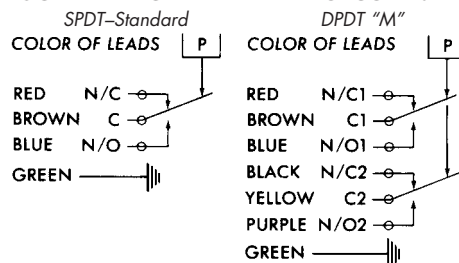 SPDT–Standard
COLOR OF LEADS P
RED N/C
BROWN C
BLUE N/O
GREEN
DPDT "M"
COLOR OF LEADS P
RED N/C1
BROWN C1
BLUE N/O1
BLACK N/C2
YELLOW C2
PURPLE N/O2
GREEN